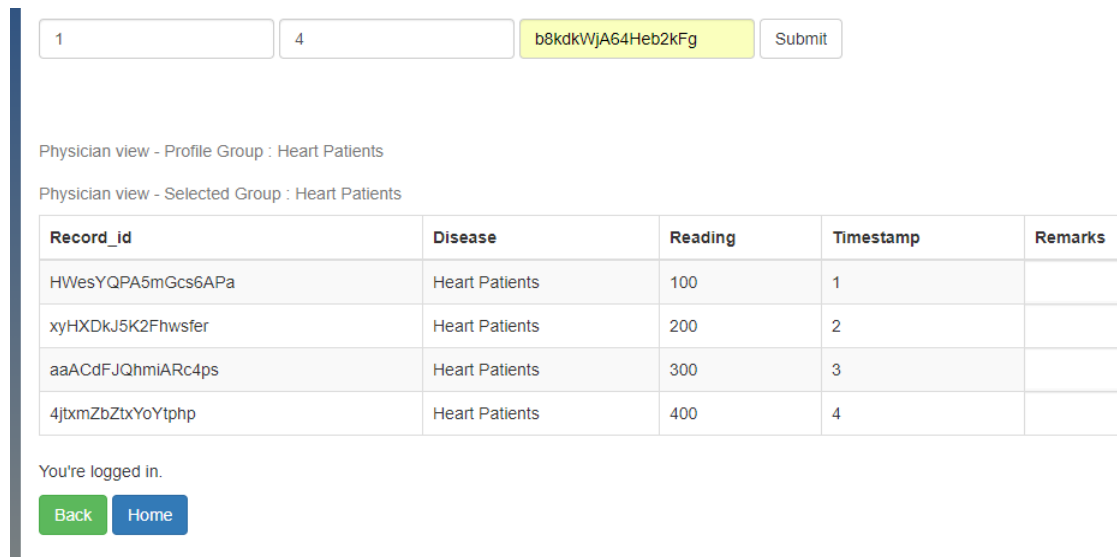 1 4 b8kdkWjA64Heb2kFg Submit
Physician view - Profile Group : Heart Patients
Physician view - Selected Group : Heart Patients
Record_id Disease Reading Timestamp Remarks
HWesYQPA5mGcs6APa Heart Patients 100 1
xyHXDkJ5K2Fhwsfer Heart Patients 200 2
aaACdFJQhmiARc4ps Heart Patients 300 3
4jtxmZbZtxYoYtphp Heart Patients 400 4
You're logged in.
Back Home